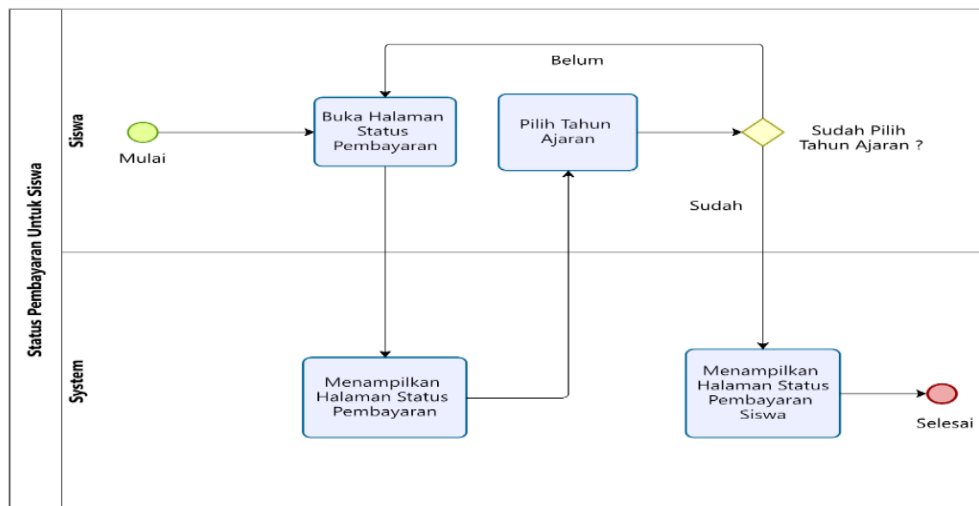 Status Pembayaran Untuk Siswa
Siswa
Mulai
Buka Halaman
Status
Pembayaran
Belum
Pilih Tahun
Ajaran
Sudah Pilih
Tahun Ajaran ?
Sudah
System
Menampilkan
Halaman Status
Pembayaran
Menampilkan
Halaman Status
Pembayaran
Siswa
Selesai